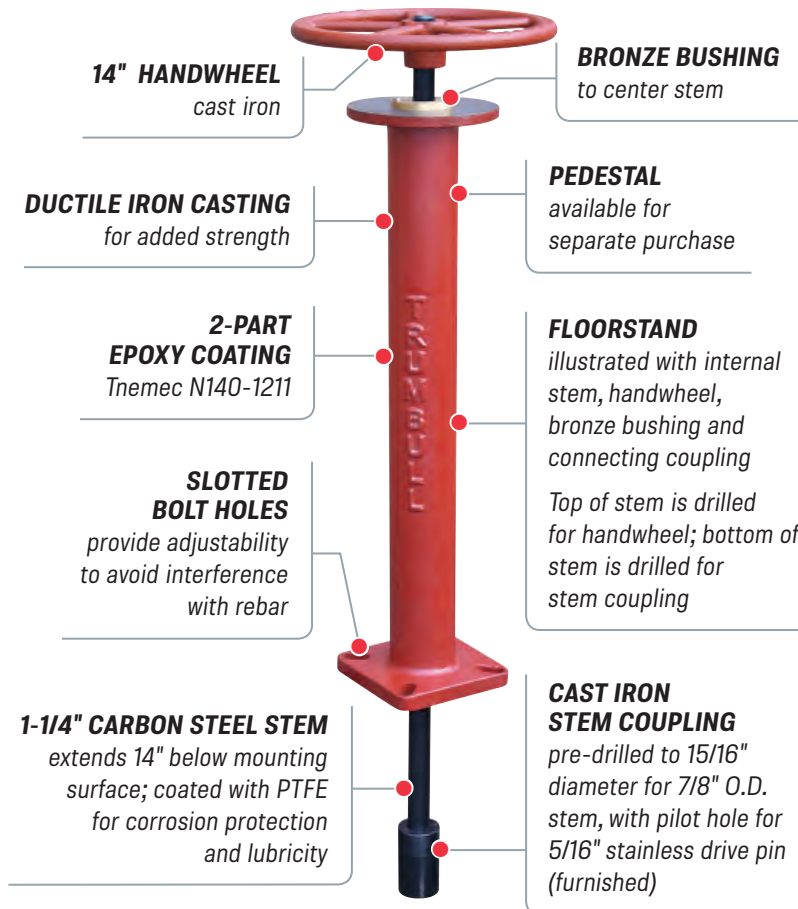 14" HANDWHEEL
cast iron
BRONZE BUSHING
to center stem
DUCTILE IRON CASTING
for added strength
PEDESTAL
available for
separate purchase
2-PART
EPOXY COATING
Tnemec N140-1211
FLOORSTAND
illustrated with internal
stem, handwheel,
bronze bushing and
connecting coupling
Top of stem is drilled
for handwheel; bottom of
stem is drilled for
stem coupling
TRUMBULL
SLOTTED
BOLT HOLES
provide adjustability
to avoid interference
with rebar
1-1/4" CARBON STEEL STEM
extends 14" below mounting
surface; coated with PTFE
for corrosion protection
and lubricity
CAST IRON
STEM COUPLING
pre-drilled to 15/16"
diameter for 7/8" O.D.
stem, with pilot hole for
5/16" stainless drive pin
(furnished)